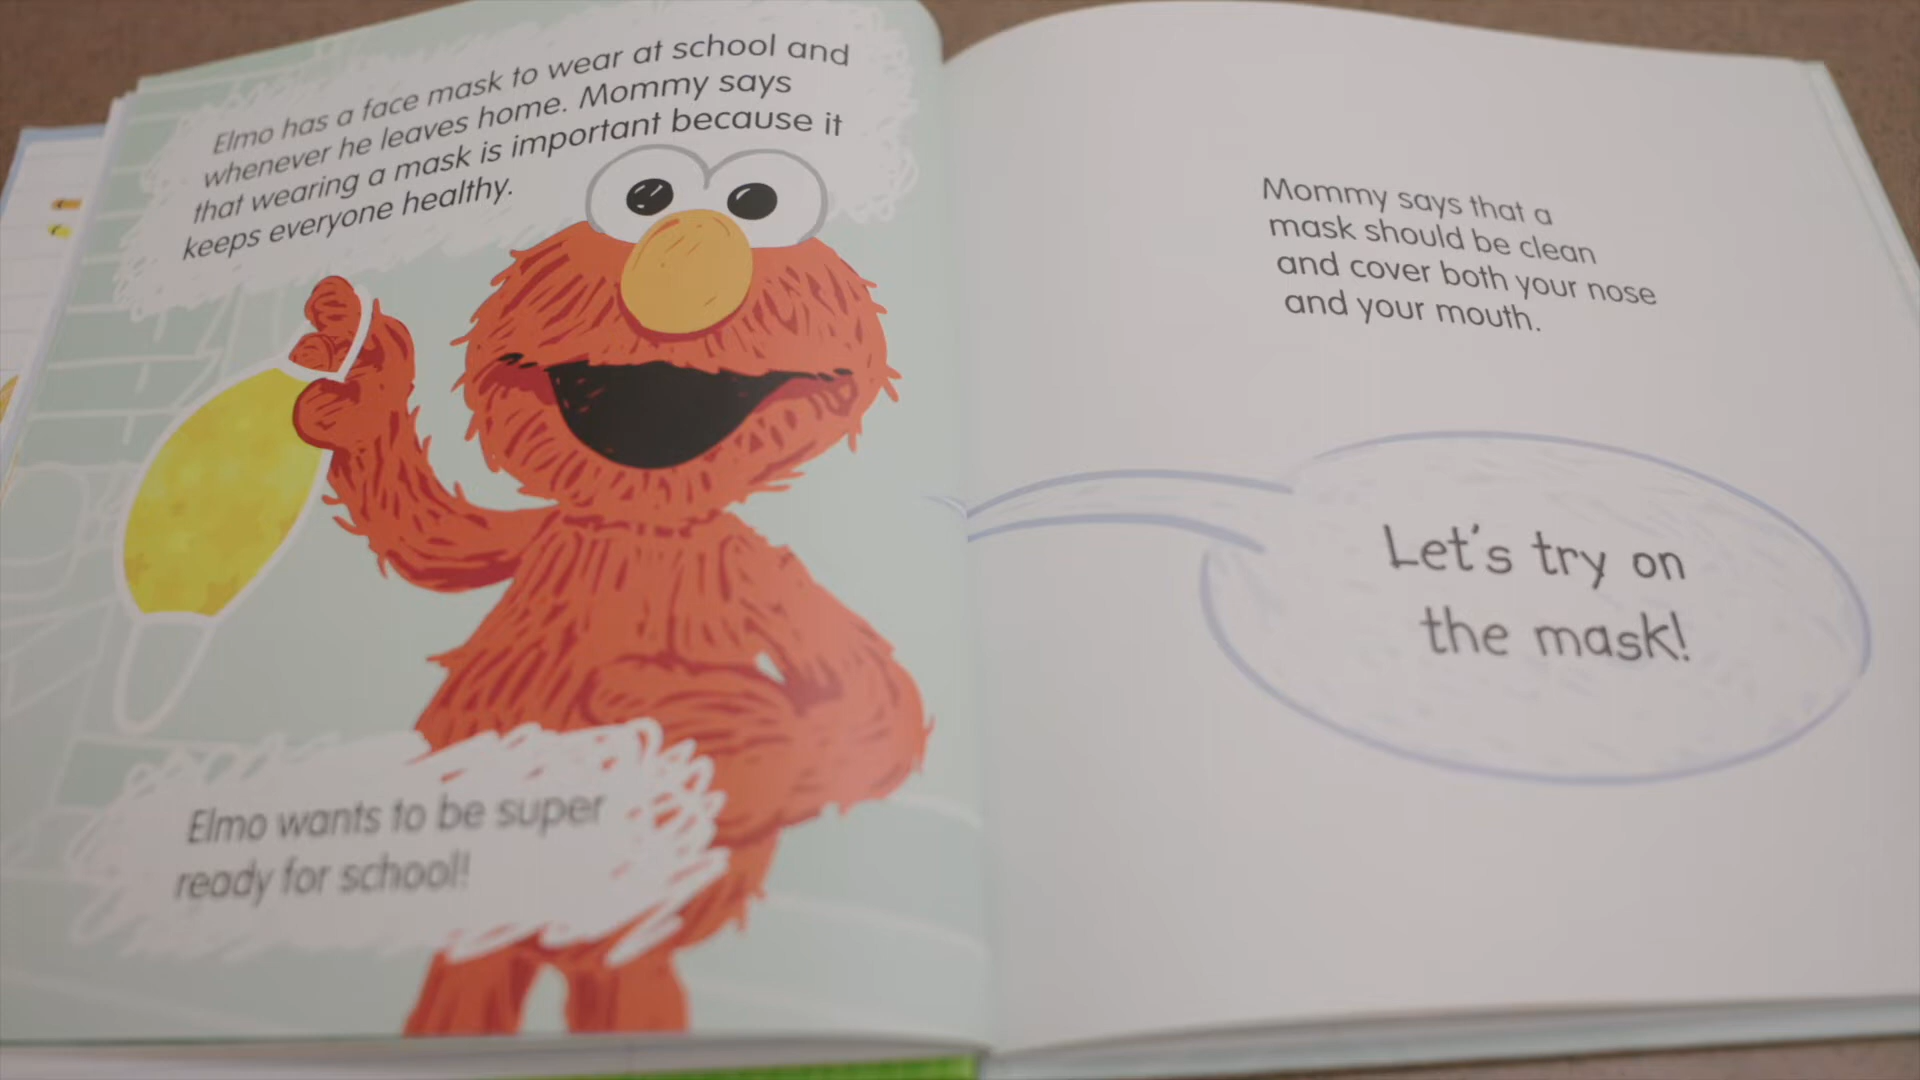 Elmo has a face mask to wear at school and
whenever he leaves home. Mommy says
that wearing a mask is important because it
keeps everyone healthy.
Elmo wants to be super
ready for school!
Mommy says that a
mask should be clean
and cover both your nose
and your mouth.
Let's try on
the mask!